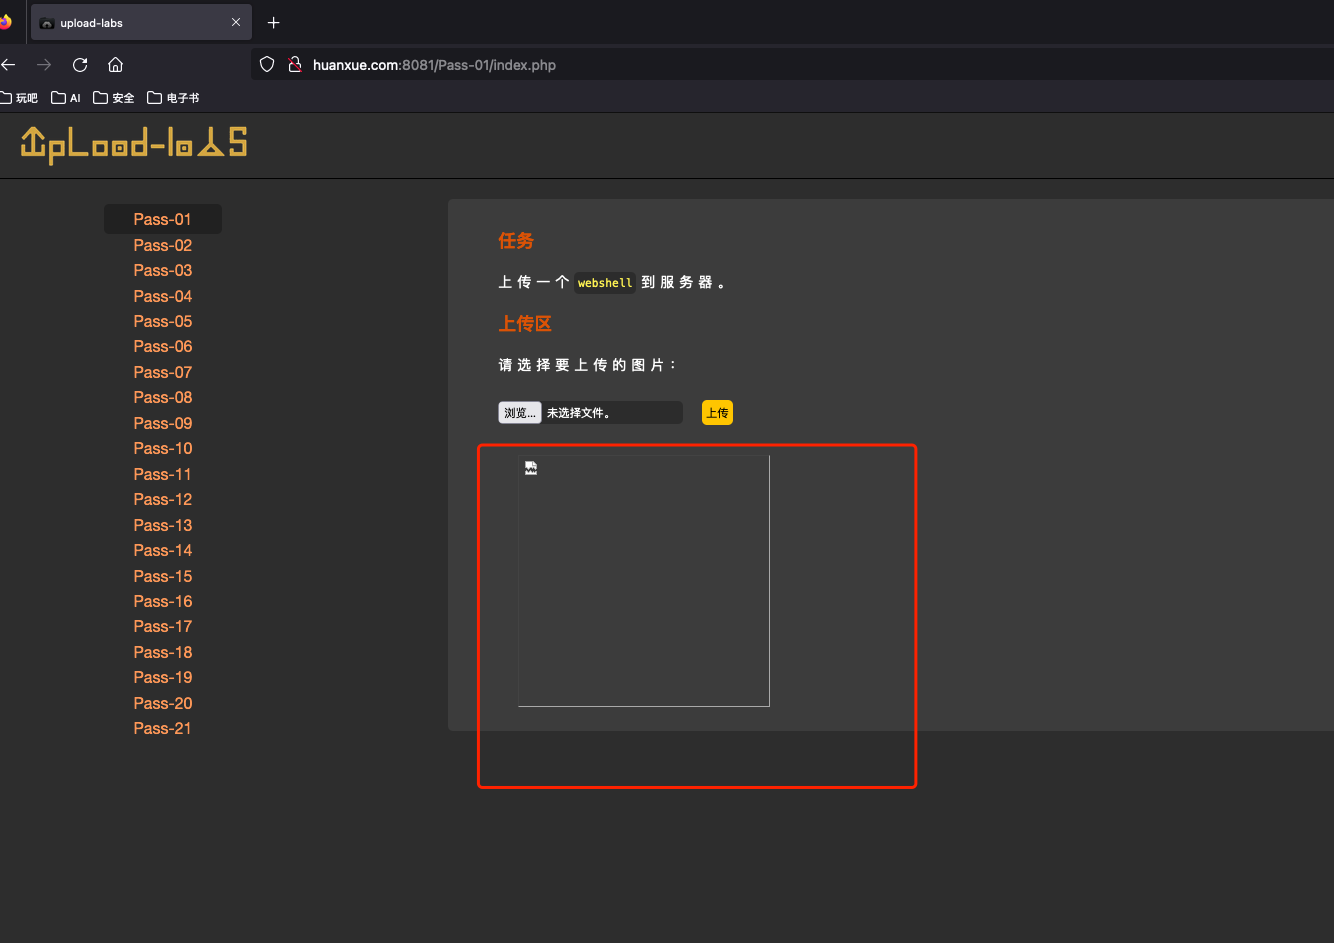 upload-labs
huanxue.com:8081/Pass-01/index.php
玩吧 AI 安全 电子书
UpLoad-labS
Pass-01
Pass-02
Pass-03
Pass-04
Pass-05
Pass-06
Pass-07
Pass-08
Pass-09
Pass-10
Pass-11
Pass-12
Pass-13
Pass-14
Pass-15
Pass-16
Pass-17
Pass-18
Pass-19
Pass-20
Pass-21
任务
上传一个 webshell 到服务器。
上传区
请选择要上传的图片：
浏览... 未选择文件。 上传